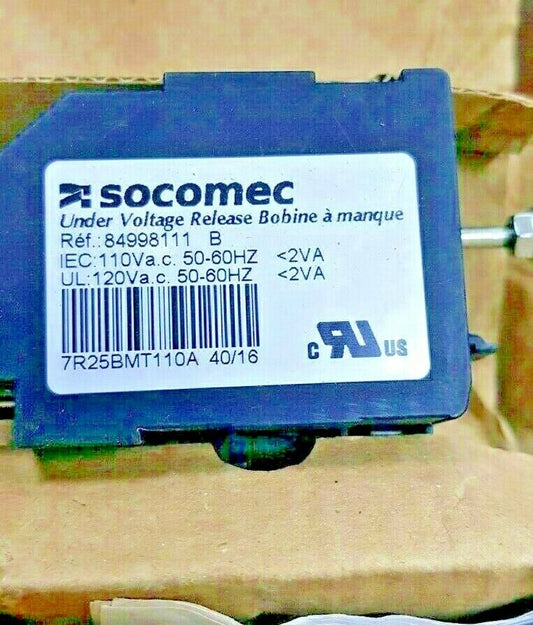 socomec
Under Voltage Release Bobine à manque
Réf.:84998111 B
IEC:110Va.c. 50-60HZ <2VA
UL:120Va.c. 50-60HZ <2VA
7R25BMT110A 40/16
c RU US